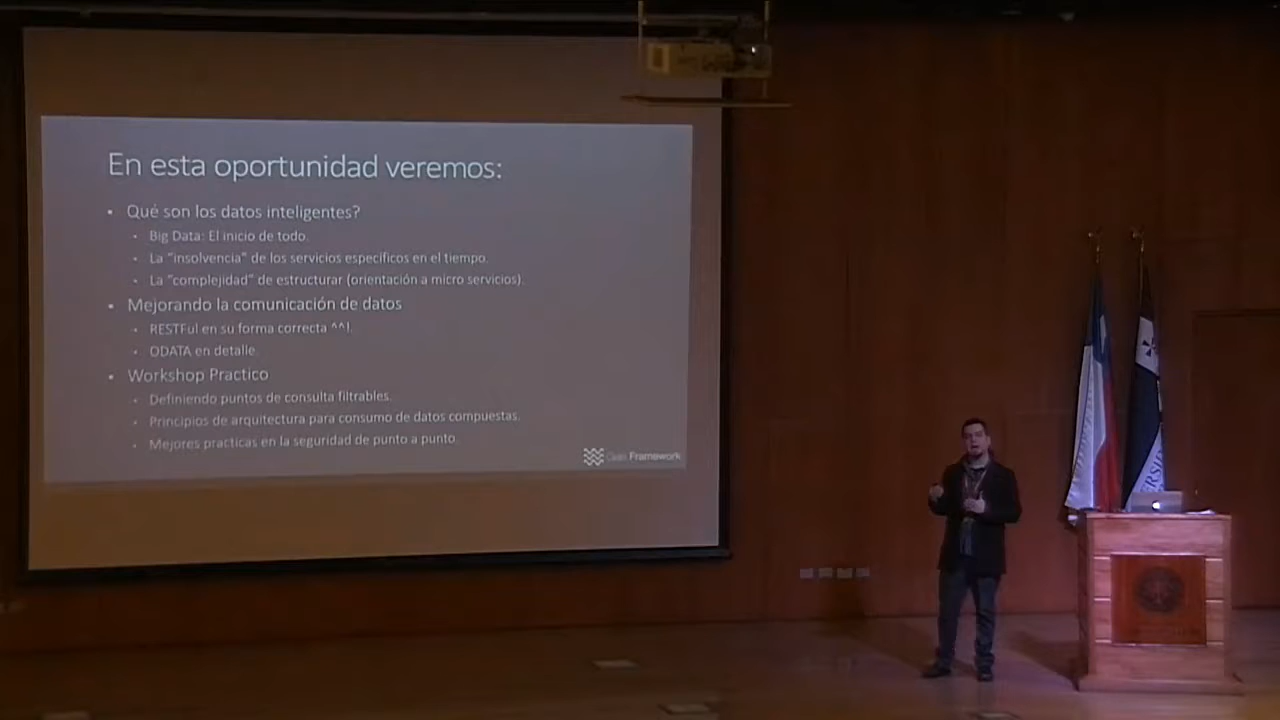 En esta oportunidad veremos:
• Qué son los datos inteligentes?
• Big Data: El inicio de todo.
• La "insolvencia" de los servicios específicos en el tiempo.
• La "complejidad" de estructurar (orientación a micro servicios).
• Mejorando la comunicación de datos
• RESTFul en su forma correcta ^^!.
• ODATA en detalle.
• Workshop Practico
• Definiendo puntos de consulta filtrables.
• Principios de arquitectura para consumo de datos compuestas.
• Mejores practicas en la seguridad de punto a punto.
Framework